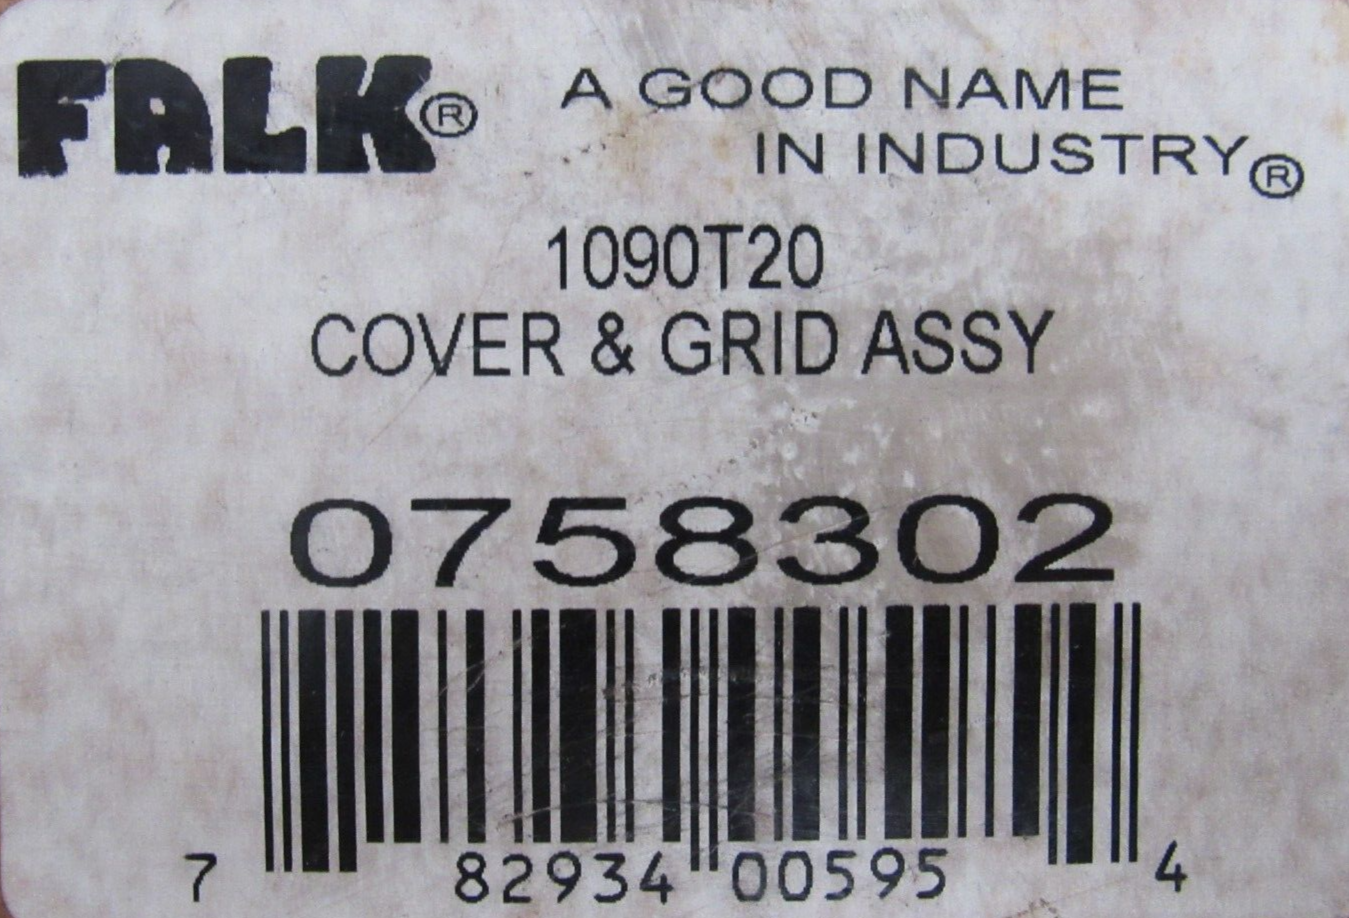 FALK® A GOOD NAME
IN INDUSTRY®
1090T20
COVER & GRID ASSY
0758302
7 82934 00595 4